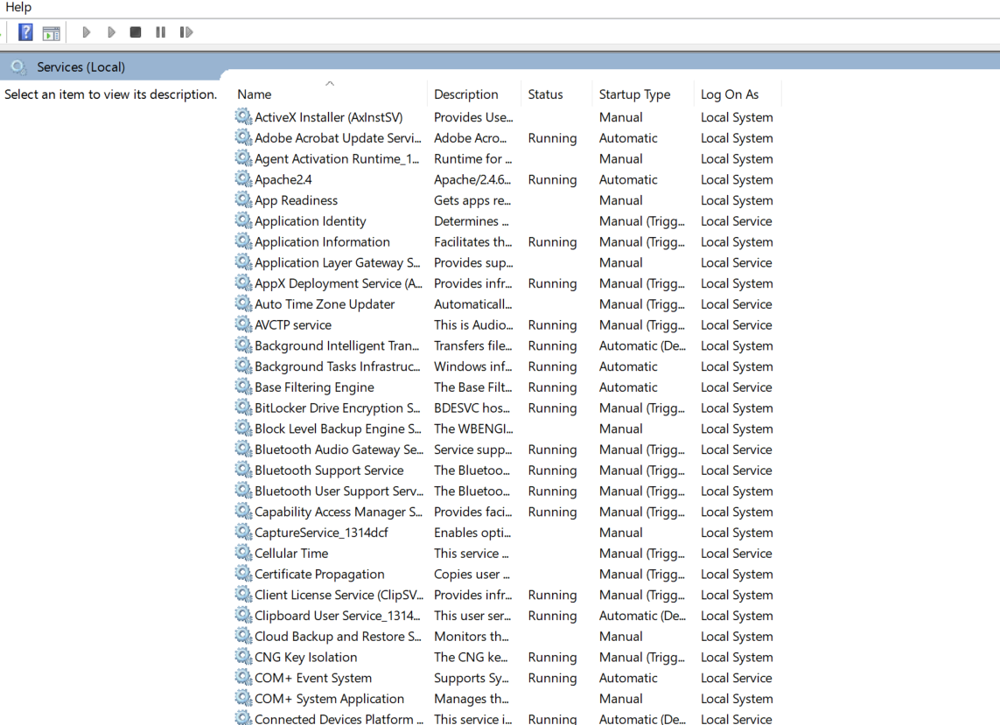 Help
Services (Local)
Select an item to view its description.
Name Description Status Startup Type Log On As
ActiveX Installer (AxInstSV) Provides Use... Manual Local System
Adobe Acrobat Update Servi... Adobe Acro... Running Automatic Local System
Agent Activation Runtime_1... Runtime for ... Manual Local System
Apache2.4 Apache/2.4.6... Running Automatic Local System
App Readiness Gets apps re... Manual Local System
Application Identity Determines ... Manual (Trigg... Local Service
Application Information Facilitates th... Running Manual (Trigg... Local System
Application Layer Gateway S... Provides sup... Manual Local Service
AppX Deployment Service (A... Provides infr... Running Manual (Trigg... Local System
Auto Time Zone Updater Automaticall... Manual (Trigg... Local Service
AVCTP service This is Audio... Running Manual (Trigg... Local Service
Background Intelligent Tran... Transfers file... Running Automatic (De... Local System
Background Tasks Infrastruc... Windows inf... Running Automatic Local System
Base Filtering Engine The Base Filt... Running Automatic Local Service
BitLocker Drive Encryption S... BDESVC hos... Running Manual (Trigg... Local System
Block Level Backup Engine S... The WBENGI... Manual Local System
Bluetooth Audio Gateway Se... Service supp... Running Manual (Trigg... Local Service
Bluetooth Support Service The Bluetoo... Running Manual (Trigg... Local Service
Bluetooth User Support Serv... The Bluetoo... Running Manual (Trigg... Local System
Capability Access Manager S... Provides faci... Running Manual (Trigg... Local System
CaptureService_1314dcf Enables opti... Manual Local System
Cellular Time This service ... Manual (Trigg... Local Service
Certificate Propagation Copies user ... Manual (Trigg... Local System
Client License Service (ClipSV... Provides infr... Running Manual (Trigg... Local System
Clipboard User Service_1314... This user ser... Running Automatic (De... Local System
Cloud Backup and Restore S... Monitors th... Manual Local System
CNG Key Isolation The CNG ke... Running Manual (Trigg... Local System
COM+ Event System Supports Sy... Running Automatic Local Service
COM+ System Application Manages th... Manual Local System
Connected Devices Platform ... This service i... Running Automatic (De... Local Service